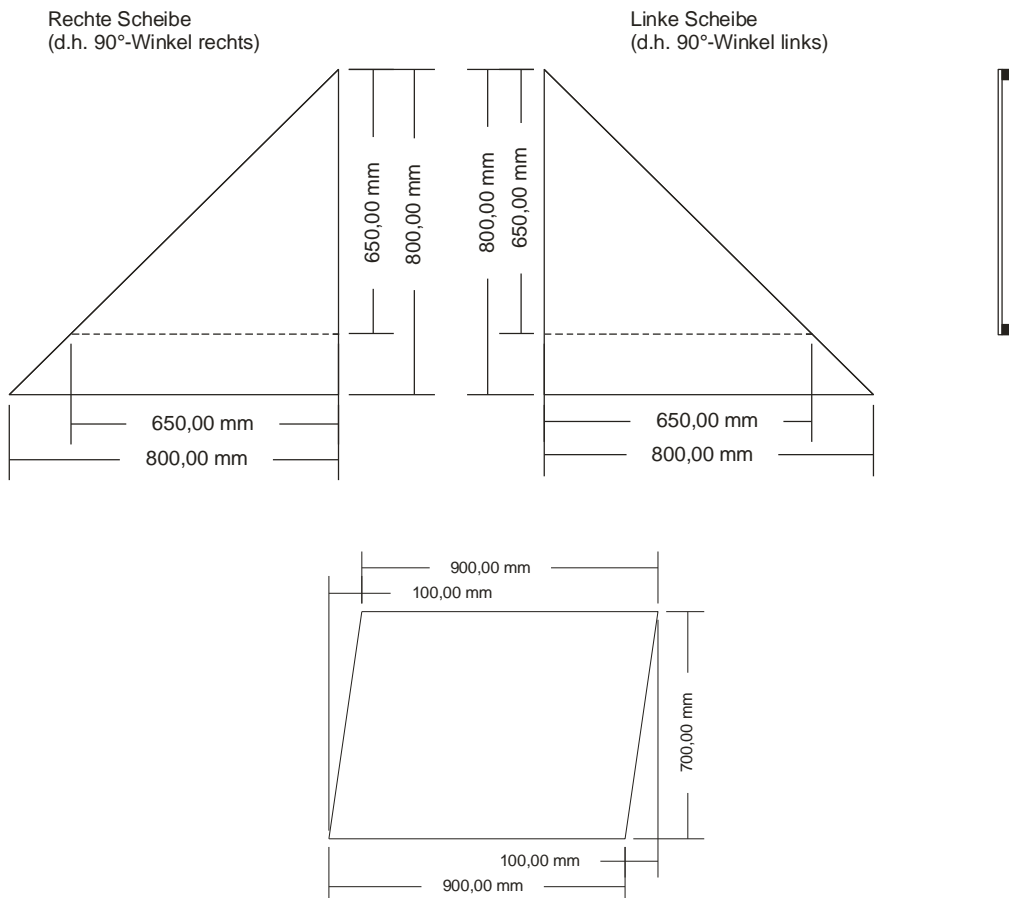 Rechte Scheibe
(d.h. 90°-Winkel rechts)
Linke Scheibe
(d.h. 90°-Winkel links)
650,00 mm
800,00 mm
800,00 mm
650,00 mm
650,00 mm
800,00 mm
650,00 mm
800,00 mm
900,00 mm
100,00 mm
700,00 mm
100,00 mm
900,00 mm